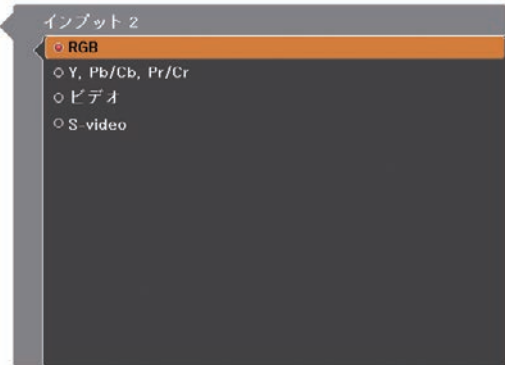 インプット 2
RGB
Y, Pb/Cb, Pr/Cr
ビデオ
S-video